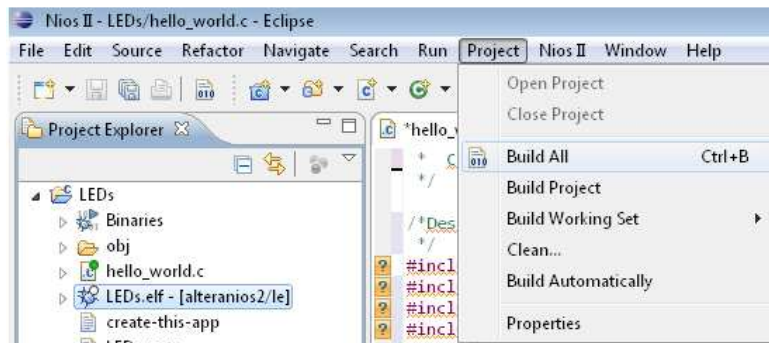 Nios II - LEDs/hello_world.c - Eclipse
File Edit Source Refactor Navigate Search Run Project Nios II Window Help
Project Explorer
LEDs
Binaries
obj
hello_world.c
LEDs.elf - [alteranios2/le]
create-this-app
*hello_
* C
*/
/*Des
*/
#incl
#incl
#incl
#incl
Open Project
Close Project
Build All Ctrl+B
Build Project
Build Working Set
Clean...
Build Automatically
Properties